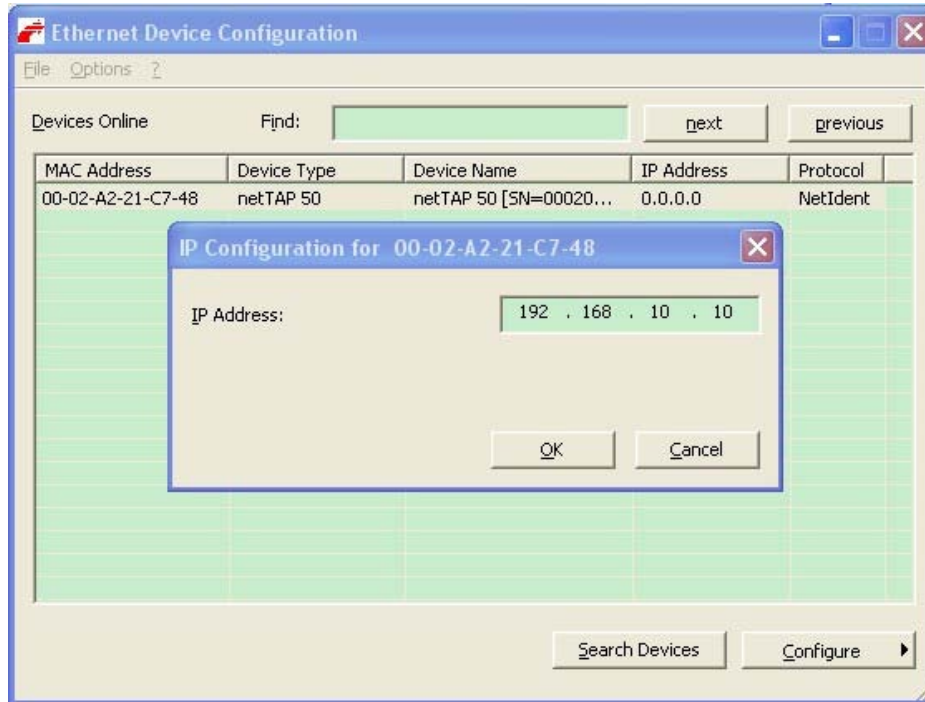 Ethernet Device Configuration
File Options ?
Devices Online Find: next previous
MAC Address Device Type Device Name IP Address Protocol
00-02-A2-21-C7-48 netTAP 50 netTAP 50 [SN=00020... 0.0.0.0 NetIdent
IP Configuration for 00-02-A2-21-C7-48
IP Address: 192 . 168 . 10 . 10
OK Cancel
Search Devices Configure